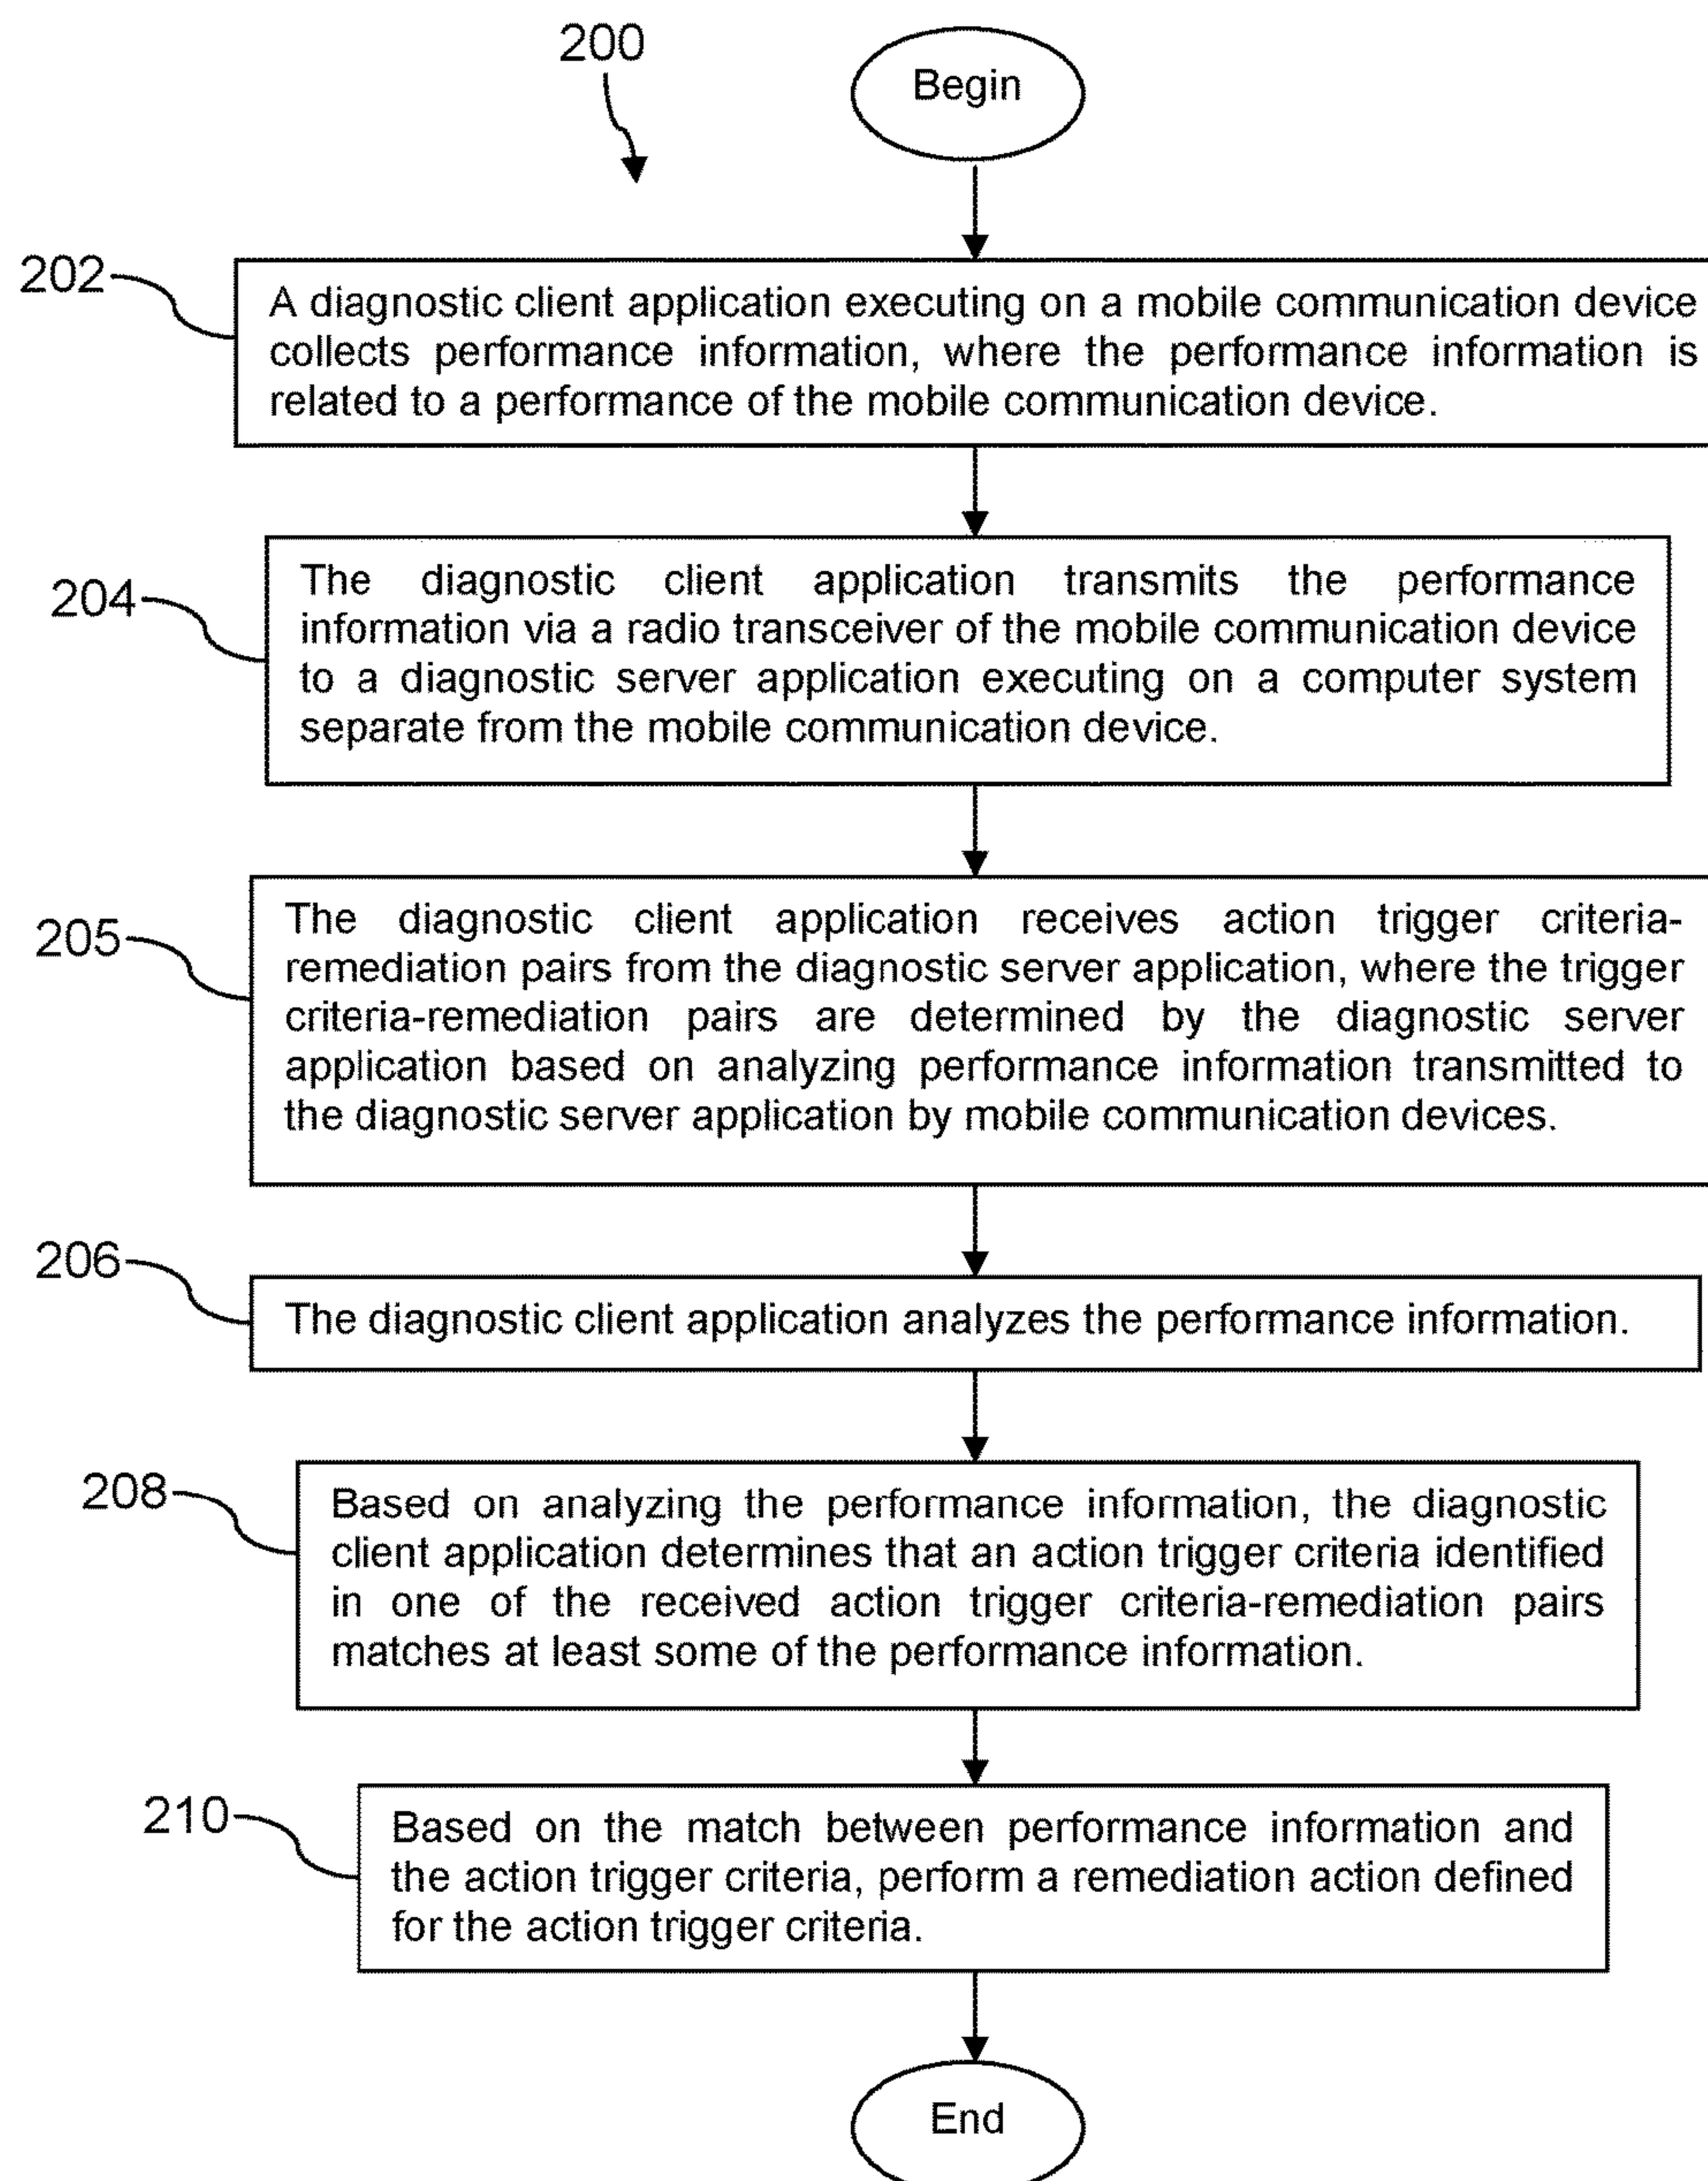 200
Begin
202
A diagnostic client application executing on a mobile communication device
collects performance information, where the performance information is
related to a performance of the mobile communication device.
204
The diagnostic client application transmits the performance
information via a radio transceiver of the mobile communication device
to a diagnostic server application executing on a computer system
separate from the mobile communication device.
205
The diagnostic client application receives action trigger criteria-
remediation pairs from the diagnostic server application, where the trigger
criteria-remediation pairs are determined by the diagnostic server
application based on analyzing performance information transmitted to
the diagnostic server application by mobile communication devices.
206
The diagnostic client application analyzes the performance information.
208
Based on analyzing the performance information, the diagnostic
client application determines that an action trigger criteria identified
in one of the received action trigger criteria-remediation pairs
matches at least some of the performance information.
210
Based on the match between performance information and
the action trigger criteria, perform a remediation action defined
for the action trigger criteria.
End